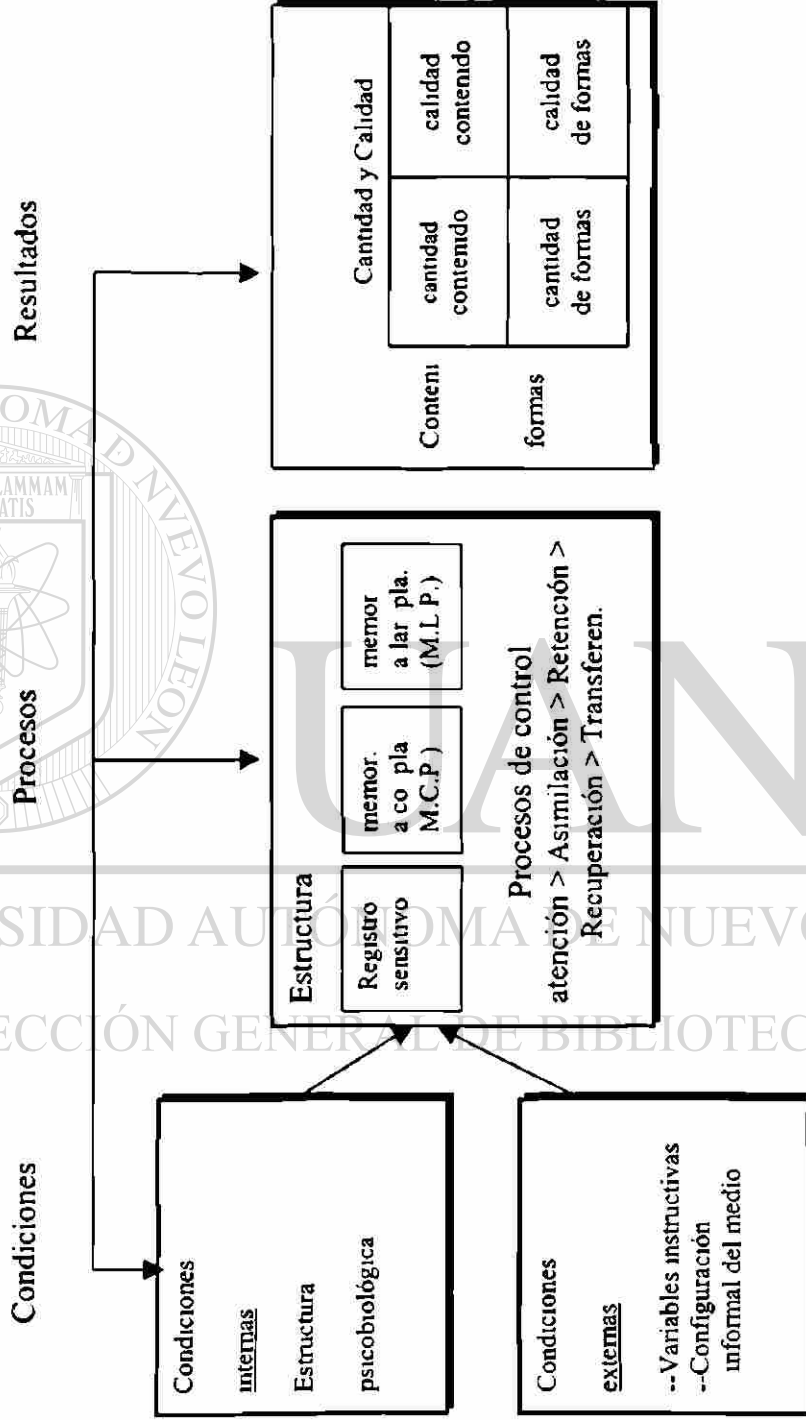 Condiciones
Procesos
Resultados
Condiciones
internas
Estructura
psicobiológica
Condiciones
externas
--Variables instructivas
--Configuración
informal del medio
Estructura
Registro
sensitivo
memor.
a co pla
M.C.P )
memor
a lar pla.
(M.L P.)
Procesos de control
atención > Asimilación > Retención >
Recuperación > Transferen.
Cantidad y Calidad
Conteni
cantidad
contenido
calidad
contenido
formas
cantidad
de formas
calidad
de formas
UAN
SIDAD AUTÓNOMA DE NUEVO
ECCIÓN GENERAL DE BIBLIOTEC